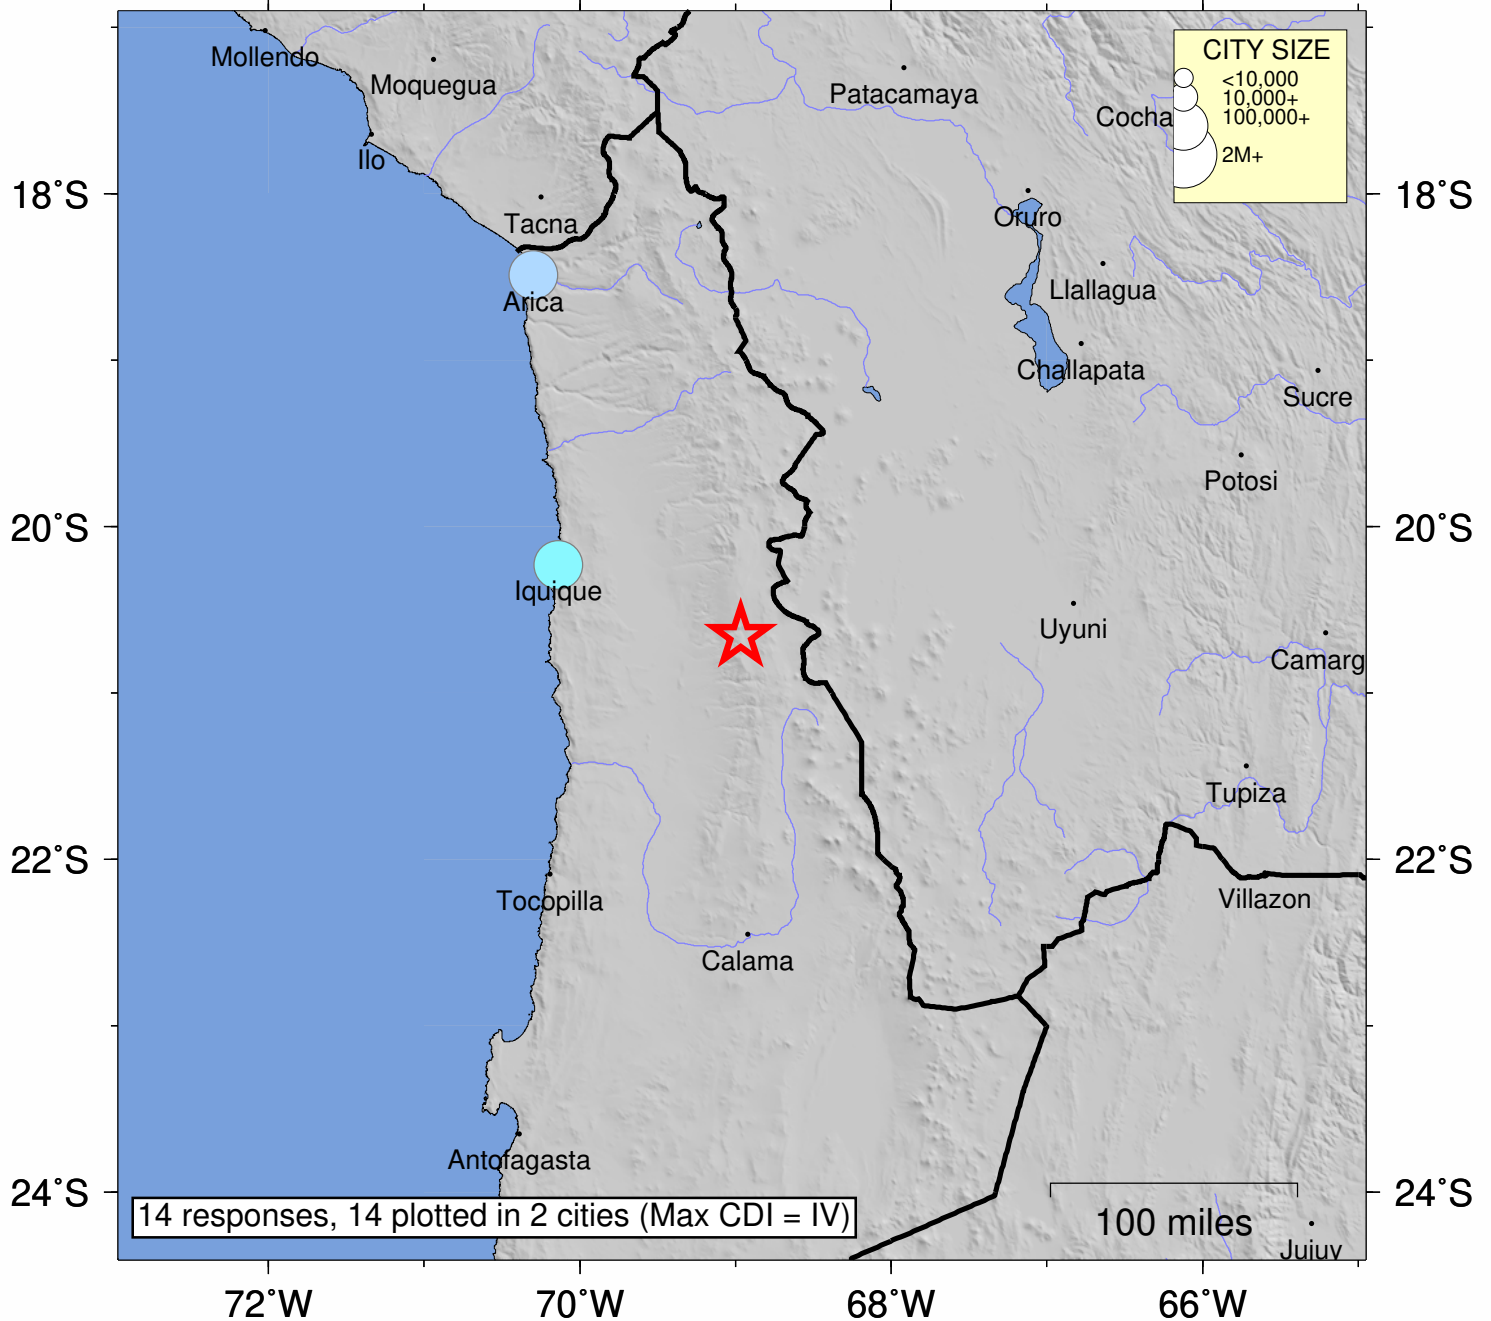 Mollendo
Moquegua
Patacamaya
Cocha
CITY SIZE
<10,000
10,000+
100,000+
2M+
Ilo
18°S
18°S
Tacna
Oruro
Arica
Llallagua
Challapata
Sucre
Potosi
20°S
20°S
Iquique
Uyuni
Camarg
Tupiza
22°S
22°S
Tocopilla
Villazon
Calama
Antofagasta
24°S
24°S
14 responses, 14 plotted in 2 cities (Max CDI = IV)
100 miles
Jujuy
72°W
70°W
68°W
66°W